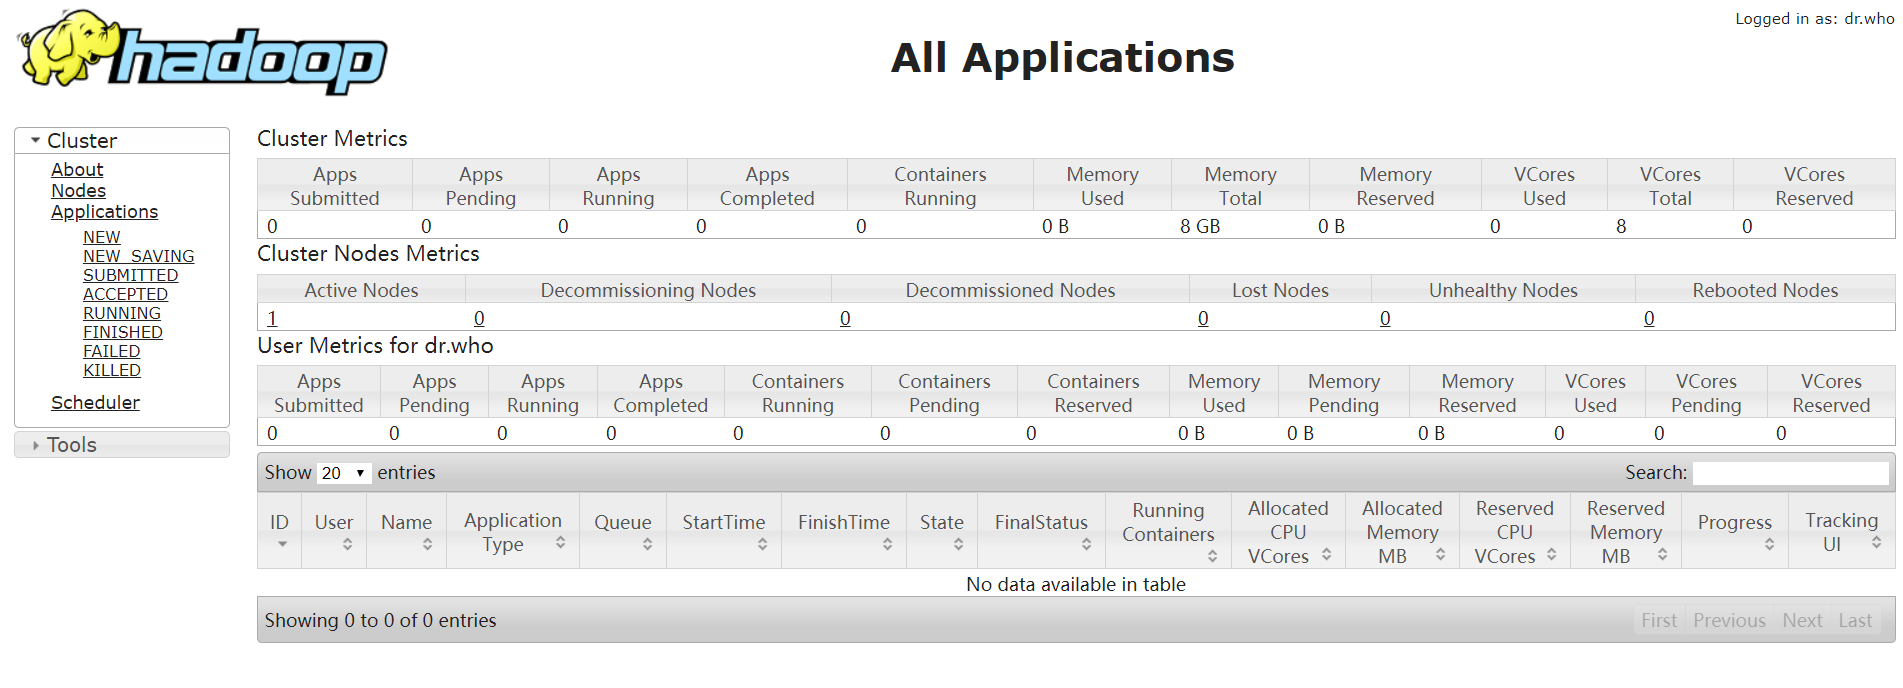 hadoop
Logged in as: dr.who
All Applications
Cluster
About
Nodes
Applications
NEW
NEW_SAVING
SUBMITTED
ACCEPTED
RUNNING
FINISHED
FAILED
KILLED
Scheduler
Tools
Cluster Metrics
Apps Submitted Apps Pending Apps Running Apps Completed Containers Running Memory Used Memory Total Memory Reserved VCores Used VCores Total VCores Reserved
0 0 0 0 0 0 B 8 GB 0 B 0 8 0
Cluster Nodes Metrics
Active Nodes Decommissioning Nodes Decommissioned Nodes Lost Nodes Unhealthy Nodes Rebooted Nodes
1 0 0 0 0 0
User Metrics for dr.who
Apps Submitted Apps Pending Apps Running Apps Completed Containers Running Containers Pending Containers Reserved Memory Used Memory Pending Memory Reserved VCores Used VCores Pending VCores Reserved
0 0 0 0 0 0 0 0 B 0 B 0 B 0 0 0
Show 20 entries Search:
ID User Name Application Type Queue StartTime FinishTime State FinalStatus Running Containers Allocated CPU VCores Allocated Memory MB Reserved CPU VCores Reserved Memory MB Progress Tracking UI
No data available in table
Showing 0 to 0 of 0 entries First Previous Next Last